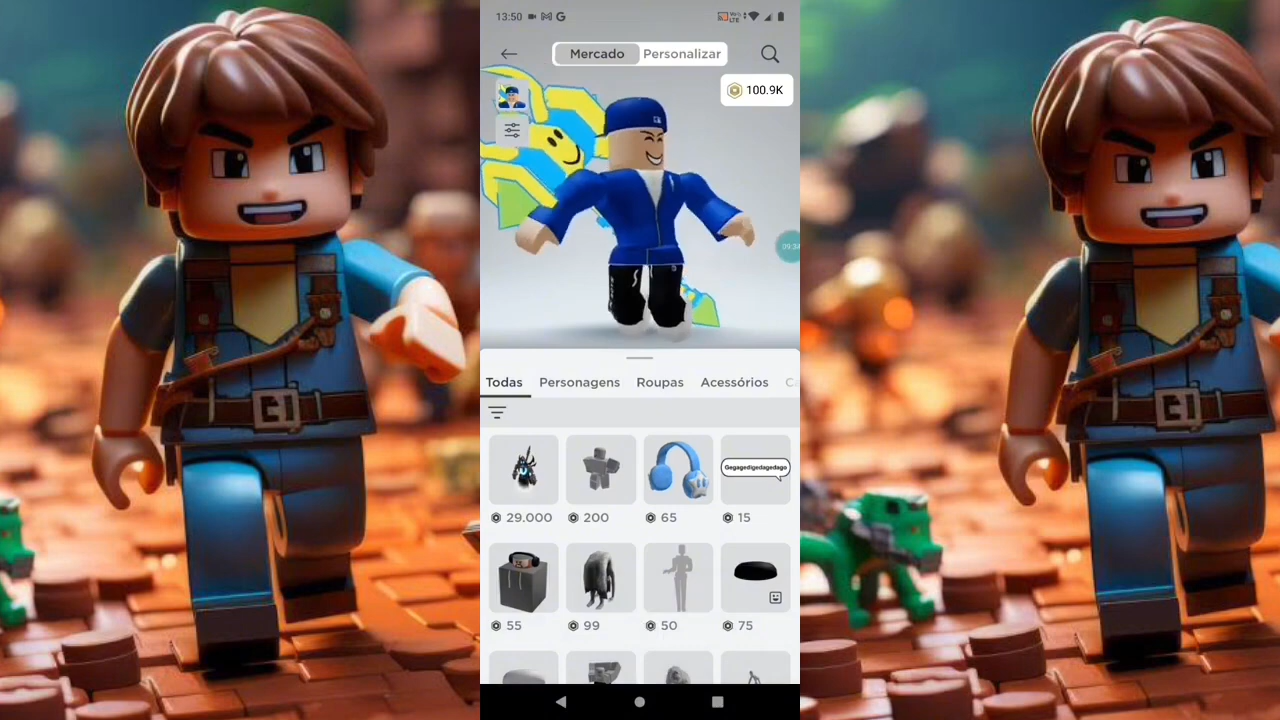 13:50
Mercado Personalizar
100.9K
Todas Personagens Roupas Acessórios
Gegagedigedagedago
29.000 200 65 15
55 99 50 75